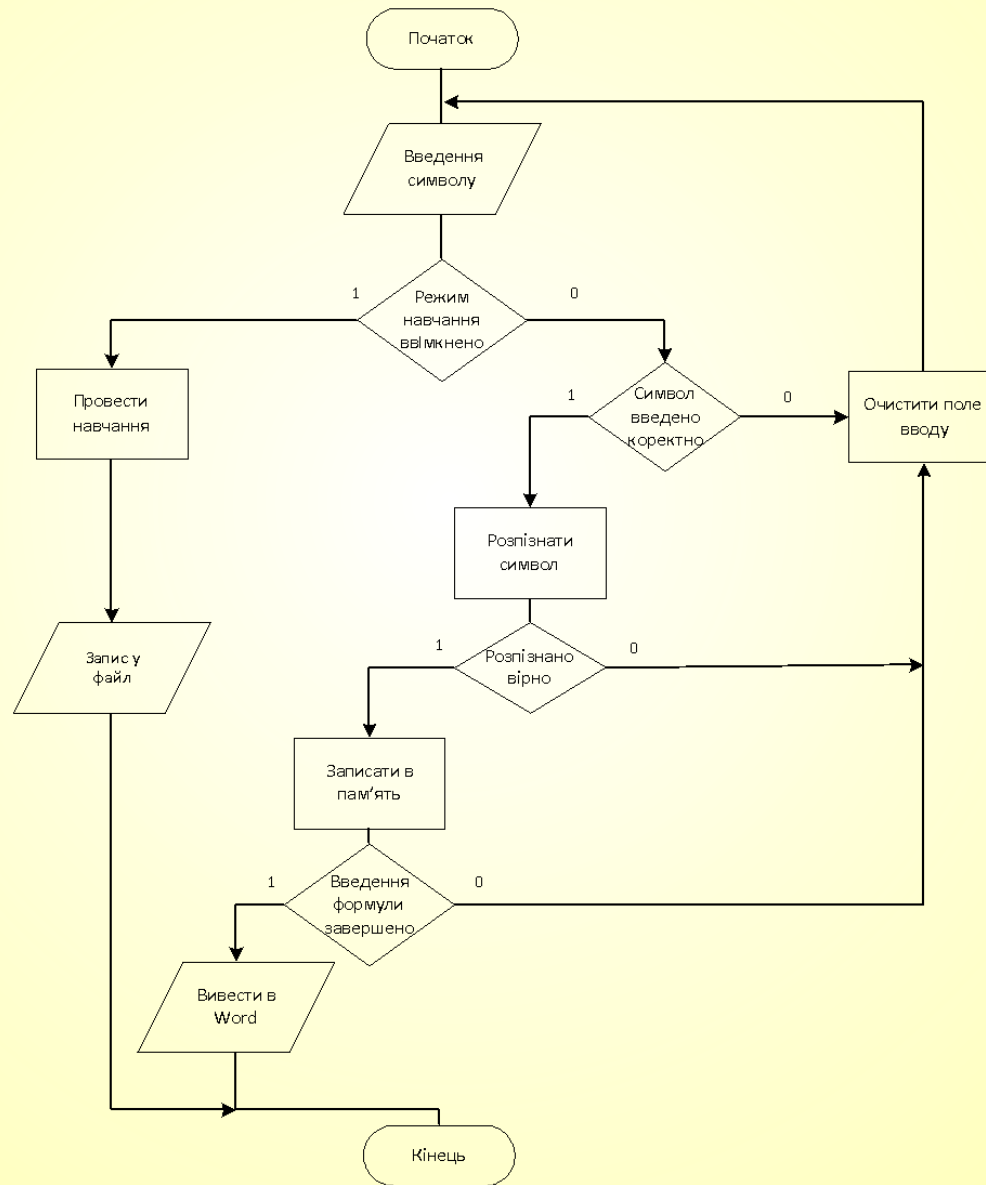 Початок
Введення
символу
1
0
Режим
навчання
ввімкнено
Провести
навчання
1
0
Символ
введено
коректно
Очистити поле
вводу
Розпізнати
символ
1
0
Розпізнано
вірно
Запис у
файл
Записати в
пам’ять
1
0
Введення
формули
завершено
Вивести в
Word
Кінець